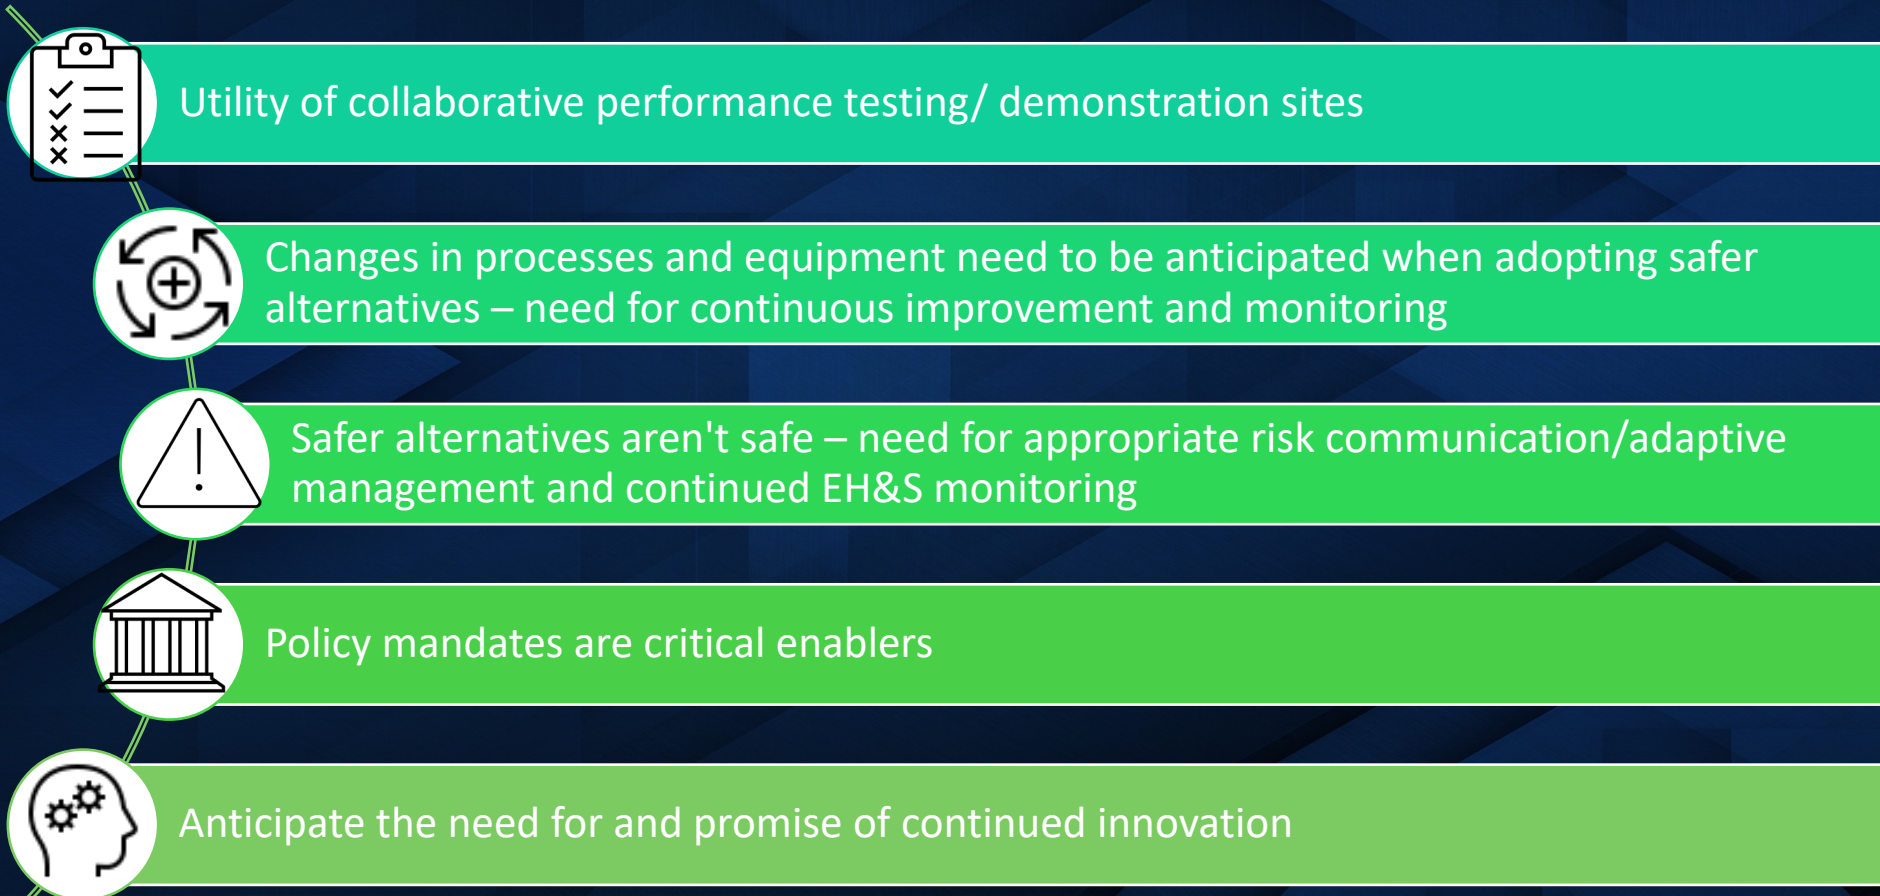 Utility of collaborative performance testing/ demonstration sites
Changes in processes and equipment need to be anticipated when adopting safer
alternatives – need for continuous improvement and monitoring
Safer alternatives aren't safe – need for appropriate risk communication/adaptive
management and continued EH&S monitoring
Policy mandates are critical enablers
Anticipate the need for and promise of continued innovation